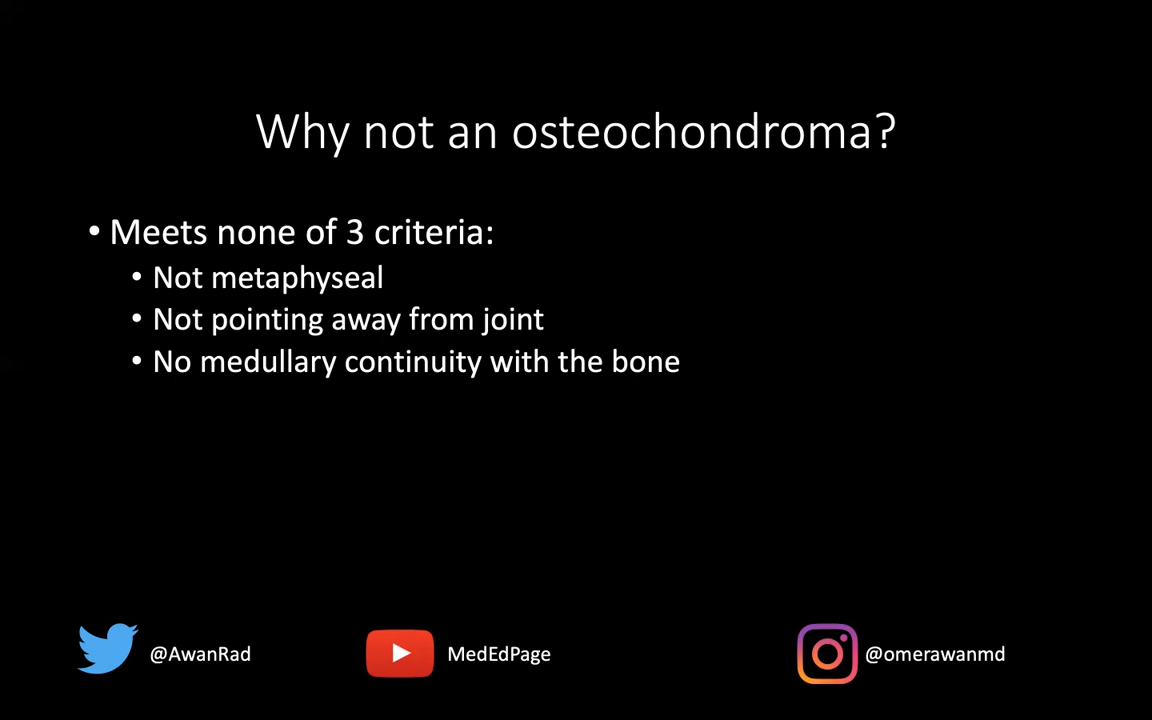 Why not an osteochondroma?
• Meets none of 3 criteria:
• Not metaphyseal
• Not pointing away from joint
• No medullary continuity with the bone
@AwanRad MedEdPage @omerawanmd